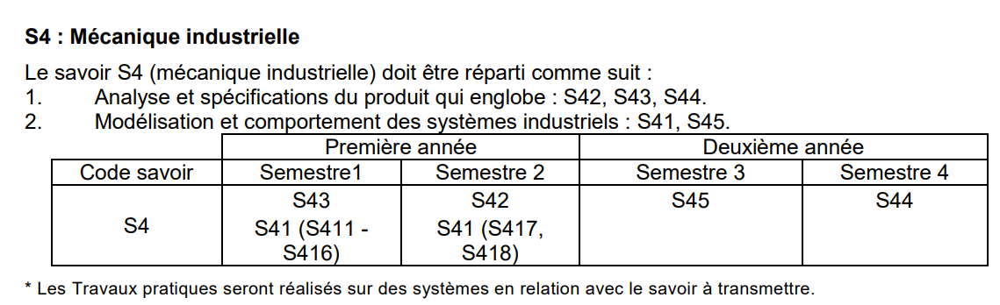 S4 : Mécanique industrielle
Le savoir S4 (mécanique industrielle) doit être réparti comme suit :
1. Analyse et spécifications du produit qui englobe : S42, S43, S44.
2. Modélisation et comportement des systèmes industriels : S41, S45.
Première année Deuxième année
Code savoir Semestre1 Semestre 2 Semestre 3 Semestre 4
S4
S43
S41 (S411 -
S416)
S42
S41 (S417,
S418)
S45
S44
* Les Travaux pratiques seront réalisés sur des systèmes en relation avec le savoir à transmettre.